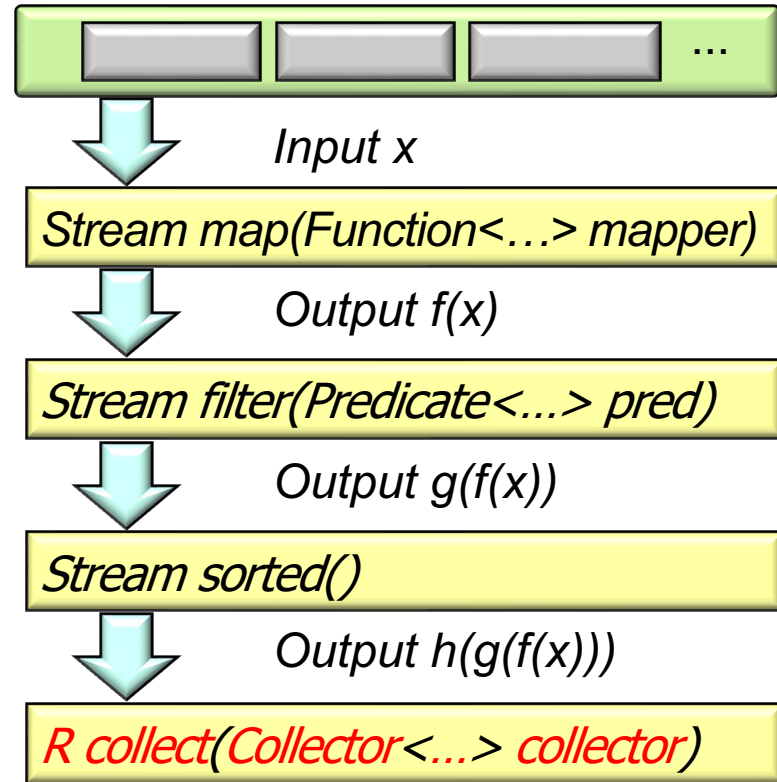 ...
Input x
Stream map(Function<...> mapper)
Output f(x)
Stream filter(Predicate<...> pred)
Output g(f(x))
Stream sorted()
Output h(g(f(x)))
R collect(Collector<...> collector)